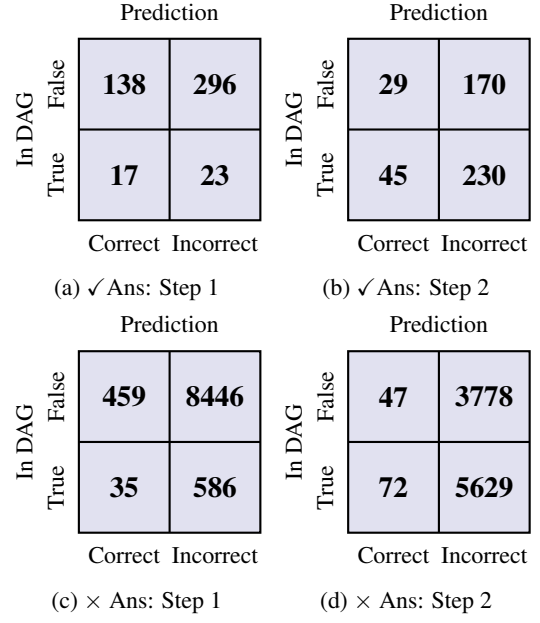 Prediction Prediction
In DAG False 138 296 In DAG False 29 170
True 17 23 True 45 230
Correct Incorrect Correct Incorrect
(a) ✓Ans: Step 1 (b) ✓Ans: Step 2
Prediction Prediction
In DAG False 459 8446 In DAG False 47 3778
True 35 586 True 72 5629
Correct Incorrect Correct Incorrect
(c) × Ans: Step 1 (d) × Ans: Step 2